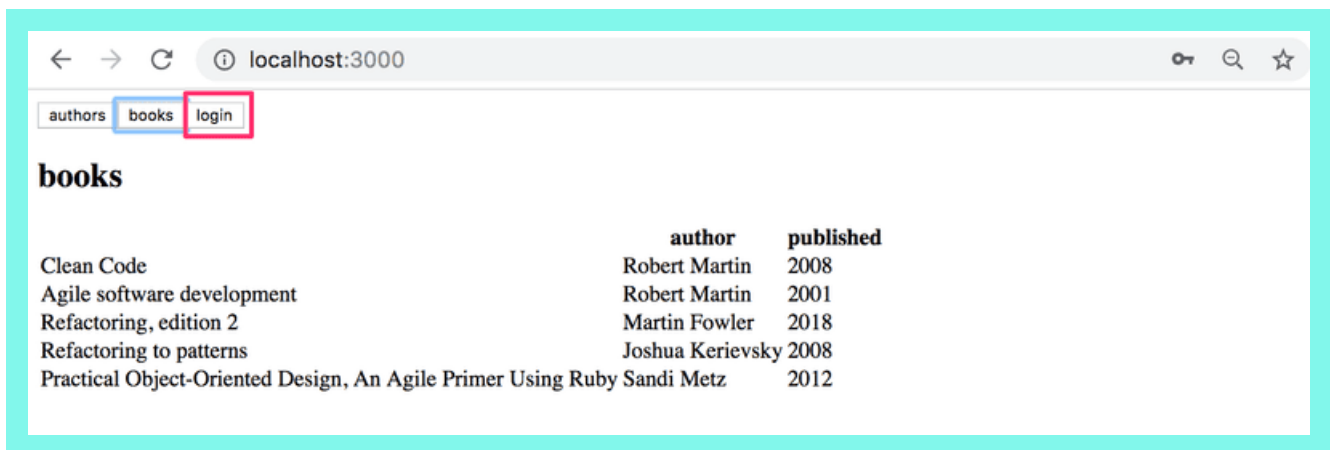 localhost:3000
authors books login
books
author published
Clean Code Robert Martin 2008
Agile software development Robert Martin 2001
Refactoring, edition 2 Martin Fowler 2018
Refactoring to patterns Joshua Kerievsky 2008
Practical Object-Oriented Design, An Agile Primer Using Ruby Sandi Metz 2012